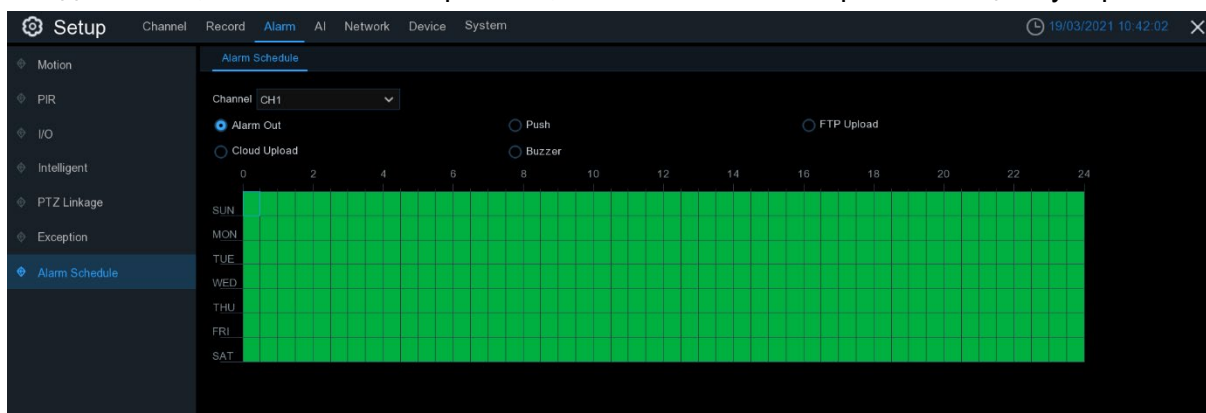 Setup Channel Record Alarm AI Network Device System 19/03/2021 10:42:02
Motion
PIR
I/O
Intelligent
PTZ Linkage
Exception
Alarm Schedule
Alarm Schedule
Channel CH1
Alarm Out Push FTP Upload
Cloud Upload Buzzer
0 2 4 6 8 10 12 14 16 18 20 22 24
SUN
MON
TUE
WED
THU
FRI
SAT